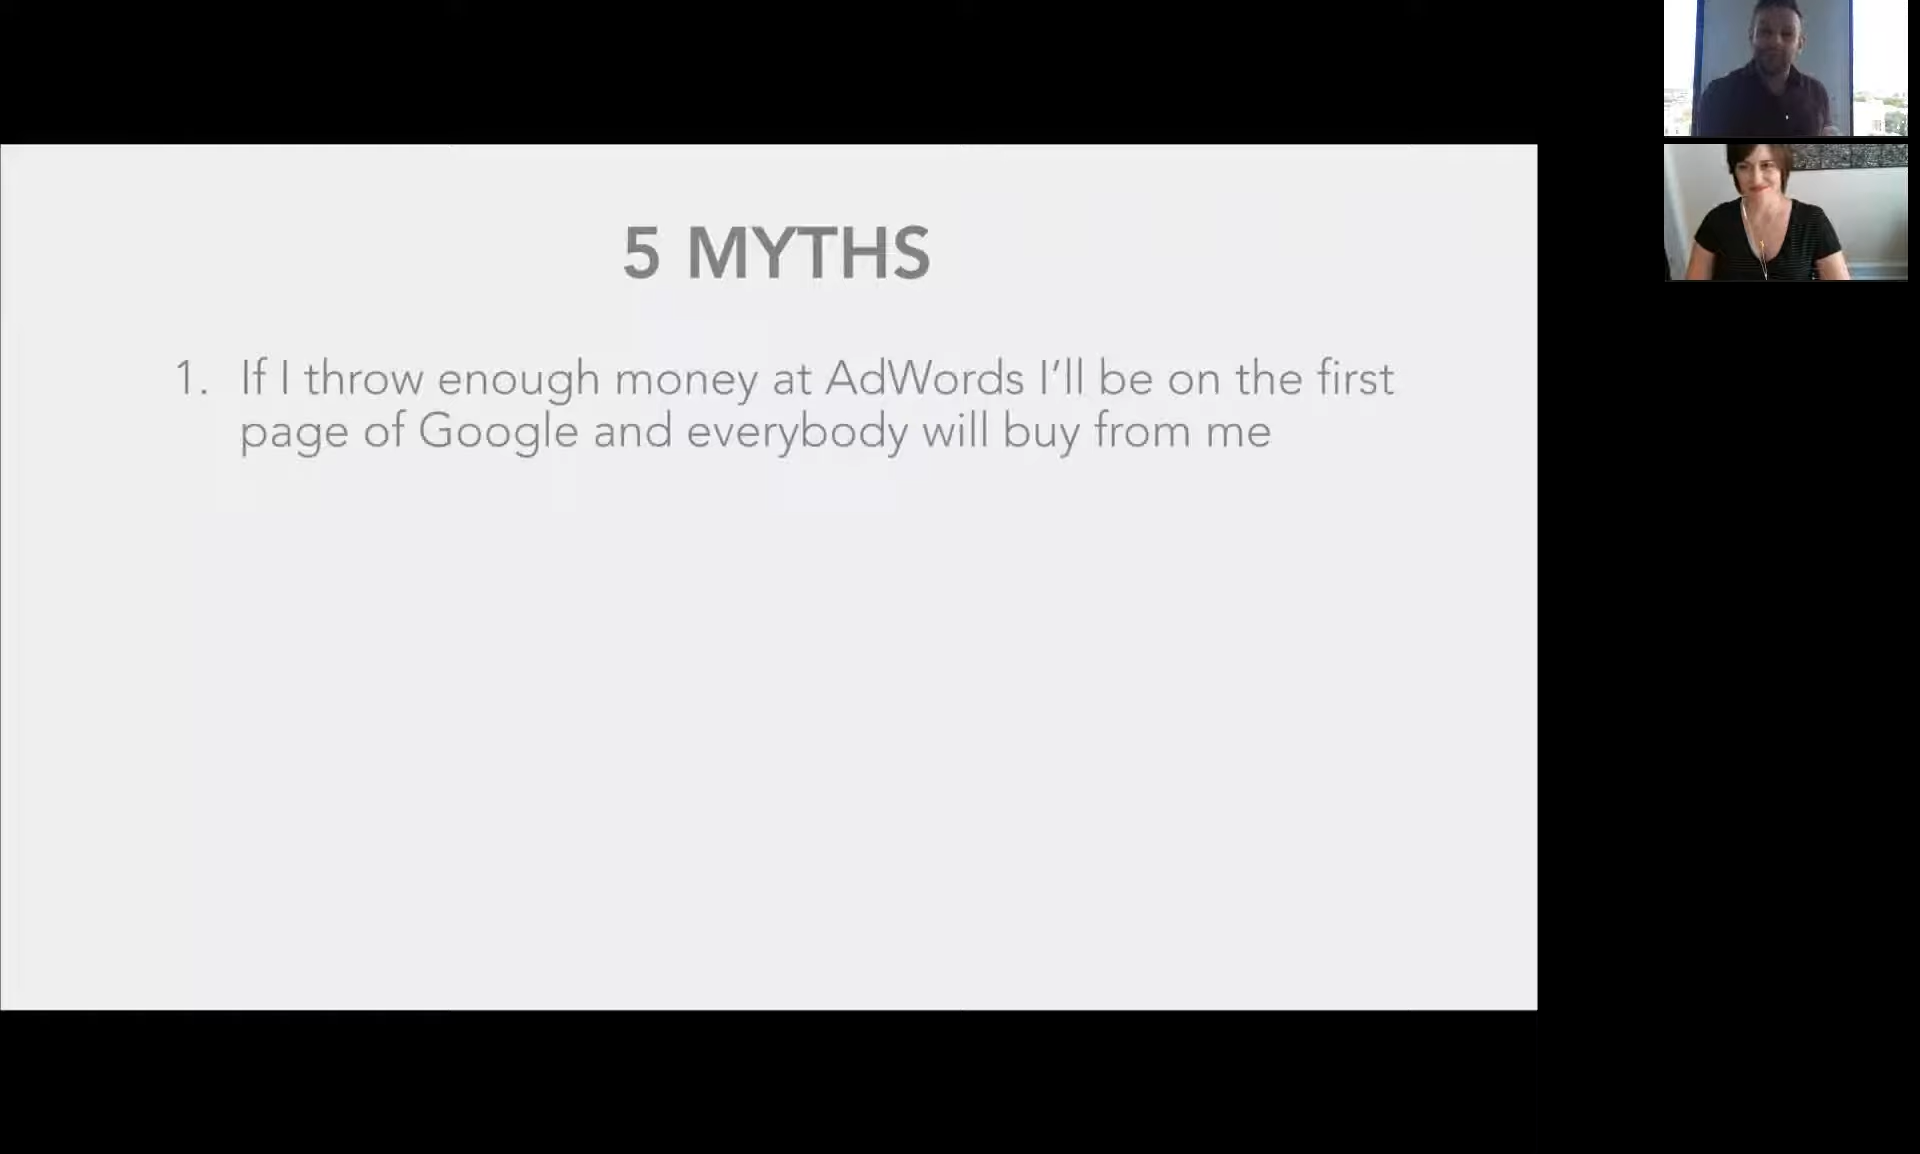 5 MYTHS
1. If I throw enough money at AdWords I’ll be on the first
page of Google and everybody will buy from me